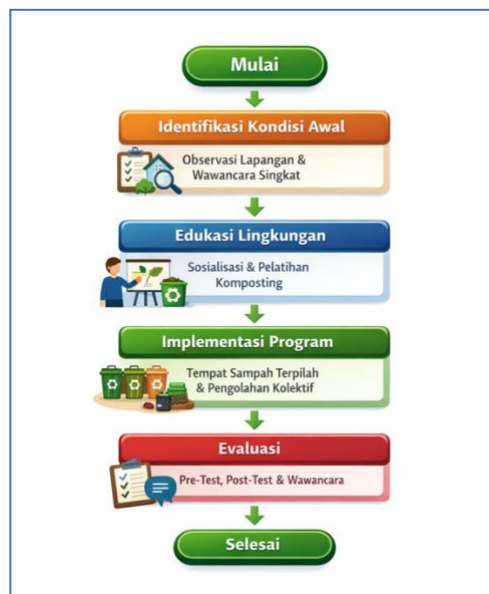 Mulai
Identifikasi Kondisi Awal
Observasi Lapangan &
Wawancara Singkat
Edukasi Lingkungan
Sosialisasi & Pelatihan
Komposting
Implementasi Program
Tempat Sampah Terpilah
& Pengolahan Kolektif
Evaluasi
Pre-Test, Post-Test & Wawancara
Selesai